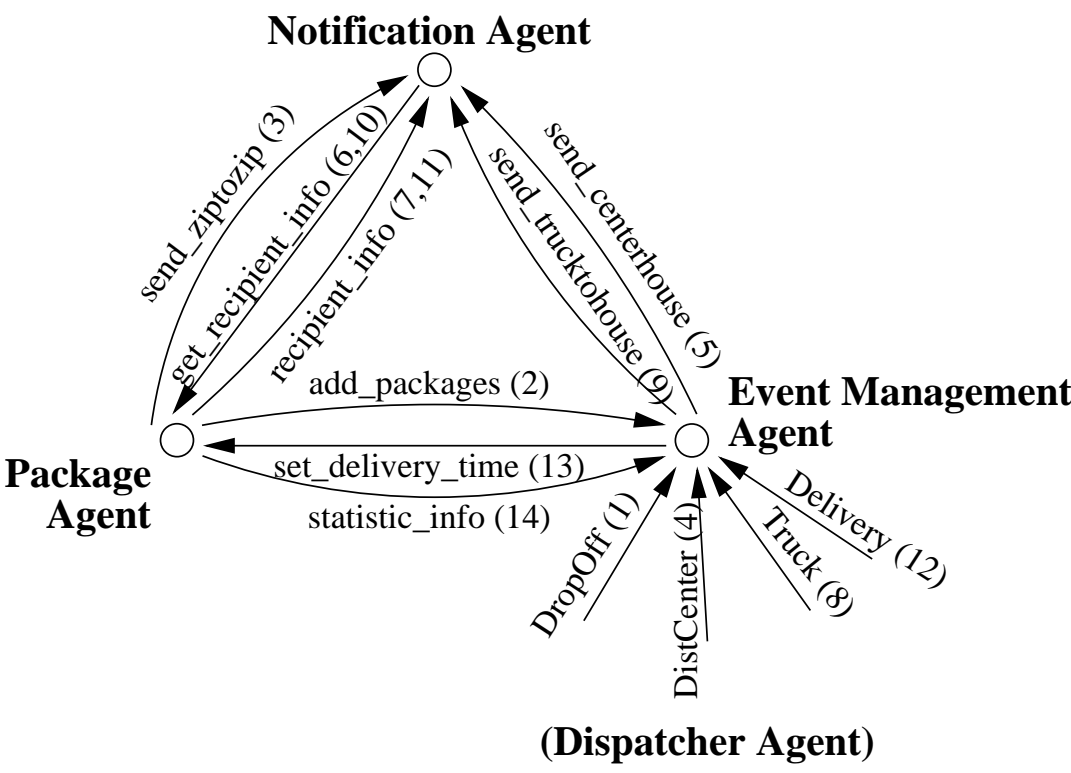 Notification Agent
send_ziptozip (3)
get_recipient_info (6,10)
recipient_info (7,11)
send_trucktohouse (9)
send_centerhouse (5)
add_packages (2)
Event Management
Agent
set_delivery_time (13)
Package
Agent
statistic_info (14)
DropOff (1)
DistCenter (4)
Truck (8)
Delivery (12)
(Dispatcher Agent)